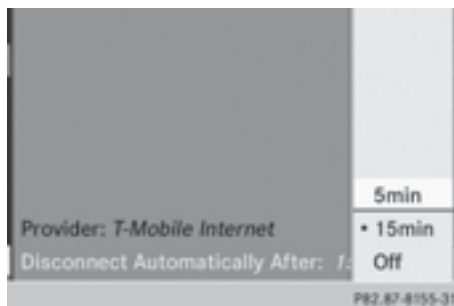 5min
Provider: T-Mobile Internet
• 15min
Disconnect Automatically After:
Off
P82.87-8155-31